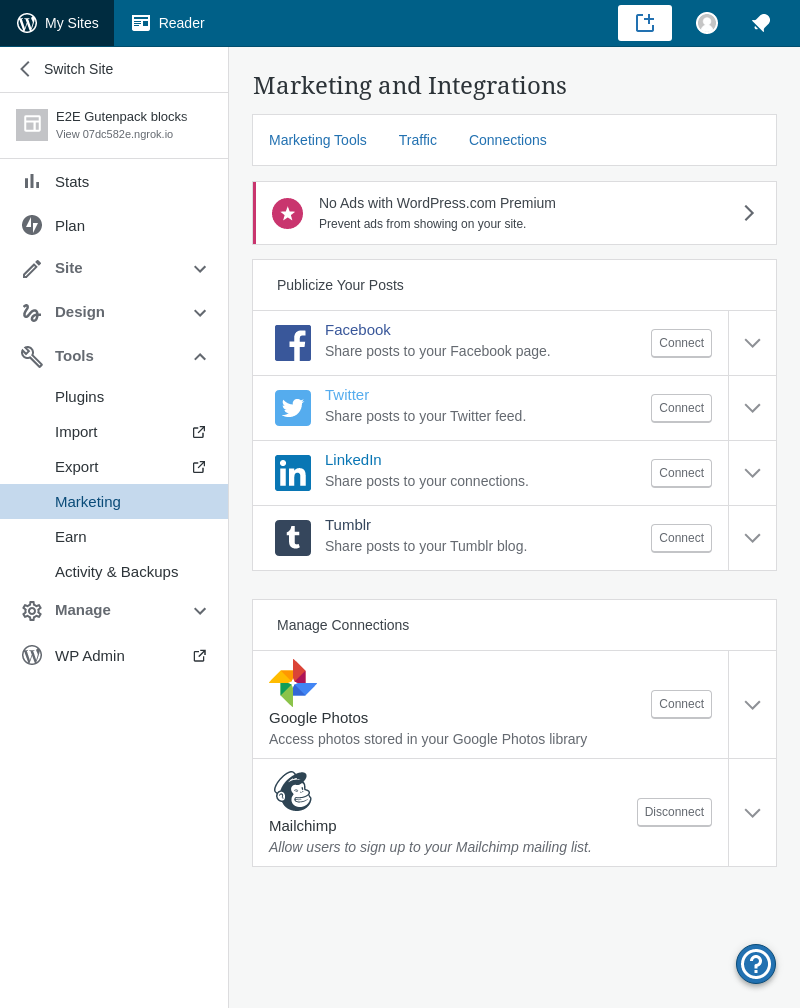 My Sites
Reader
Switch Site
E2E Gutenpack blocks
View 07dc582e.ngrok.io
Stats
Plan
Site
Design
Tools
Plugins
Import
Export
Marketing
Earn
Activity & Backups
Manage
WP Admin
Marketing and Integrations
Marketing Tools
Traffic
Connections
No Ads with WordPress.com Premium
Prevent ads from showing on your site.
Publicize Your Posts
Facebook
Share posts to your Facebook page.
Connect
Twitter
Share posts to your Twitter feed.
Connect
LinkedIn
Share posts to your connections.
Connect
Tumblr
Share posts to your Tumblr blog.
Connect
Manage Connections
Google Photos
Access photos stored in your Google Photos library
Connect
Mailchimp
Allow users to sign up to your Mailchimp mailing list.
Disconnect